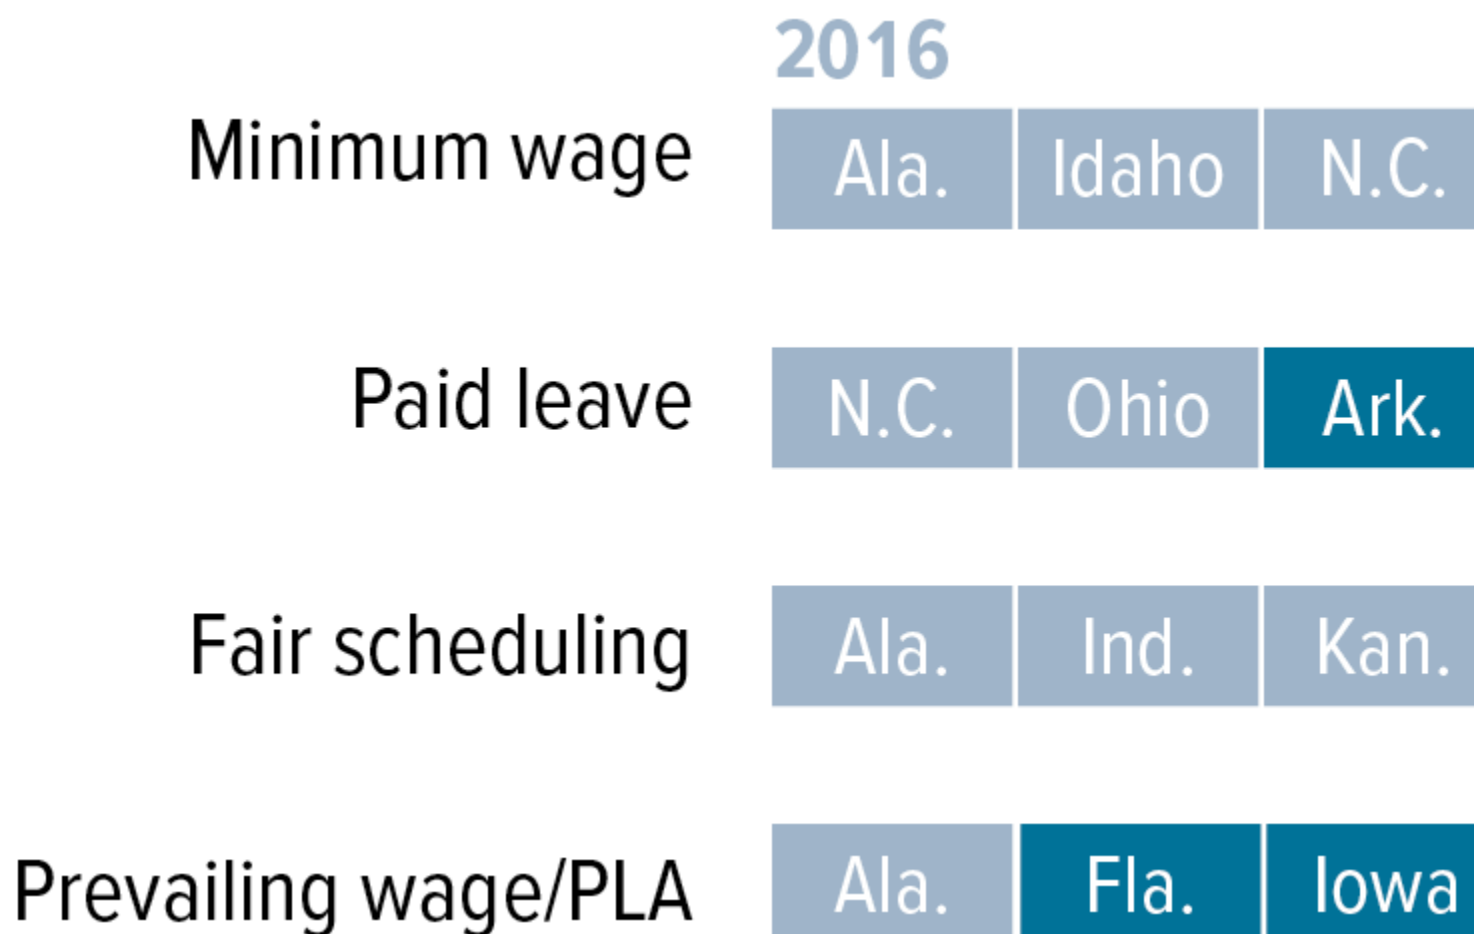 2016
Minimum wage Ala. Idaho N.C.
Paid leave N.C. Ohio Ark.
Fair scheduling Ala. Ind. Kan.
Prevailing wage/PLA Ala. Fla. Iowa